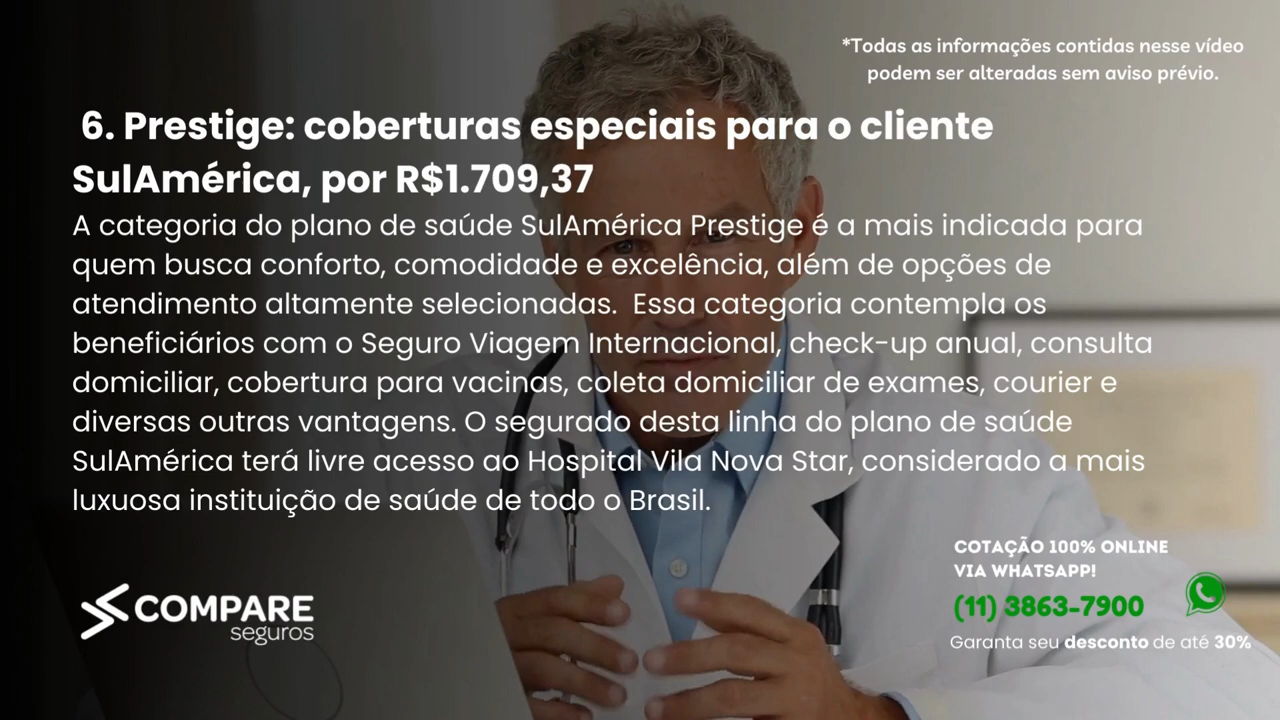 *Todas as informações contidas nesse vídeo
podem ser alteradas sem aviso prévio.
6. Prestige: coberturas especiais para o cliente
SulAmérica, por R$1.709,37
A categoria do plano de saúde SulAmérica Prestige é a mais indicada para
quem busca conforto, comodidade e excelência, além de opções de
atendimento altamente selecionadas.  Essa categoria contempla os
beneficiários com o Seguro Viagem Internacional, check-up anual, consulta
domiciliar, cobertura para vacinas, coleta domiciliar de exames, courier e
diversas outras vantagens. O segurado desta linha do plano de saúde
SulAmérica terá livre acesso ao Hospital Vila Nova Star, considerado a mais
luxuosa instituição de saúde de todo o Brasil.
COTAÇÃO 100% ONLINE
VIA WHATSAPP!
(11) 3863-7900
Garanta seu desconto de até 30%
COMPARE
seguros